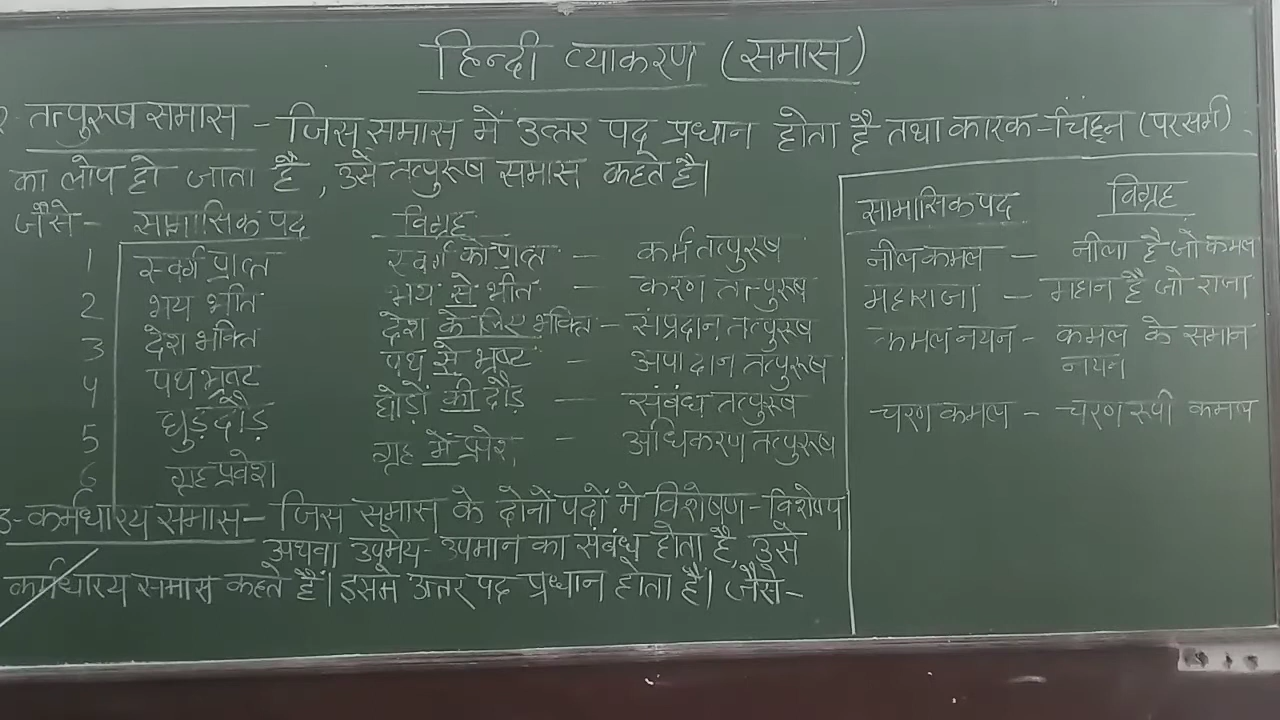 हिन्दी व्याकरण (समास)
२ तत्पुरुष समास - जिस समास में उत्तर पद प्रधान होता है तथा कारक-चिह्न (परसर्ग)
का लोप हो जाता है, उसे तत्पुरुष समास कहते है।
जैसे- सामासिक पद विग्रह
1 स्वर्ग प्राप्त स्वर्ग को प्राप्त - कर्म तत्पुरुष
2 भय भीत भय से भीत - करण तत्पुरुष
3 देश भक्ति देश के लिए भक्ति - संप्रदान तत्पुरुष
4 पथ भ्रष्ट पथ से भ्रष्ट - अपादान तत्पुरुष
5 घुड़दौड़ घोड़ों की दौड़ - संबंध तत्पुरुष
6 गृह प्रवेश गृह में प्रवेश - अधिकरण तत्पुरुष
3-कर्मधारय समास- जिस समास के दोनों पदों मे विशेषण-विशेष्य
अथवा उपमेय-उपमान का संबंध होता है, उसे
कर्मधारय समास कहते हैं। इसमे उत्तर पद प्रधान होता है। जैसे-
सामासिक पद विग्रह
नील कमल - नीला है जो कमल
महाराजा - महान है जो राजा
कमल नयन - कमल के समान
नयन
चरण कमल - चरण रूपी कमल